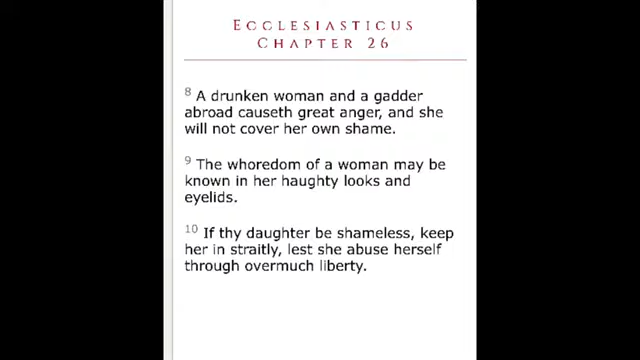 ECCLESIASTICUS
CHAPTER 26
8 A drunken woman and a gadder
abroad causeth great anger, and she
will not cover her own shame.
9 The whoredom of a woman may be
known in her haughty looks and
eyelids.
10 If thy daughter be shameless, keep
her in straitly, lest she abuse herself
through overmuch liberty.